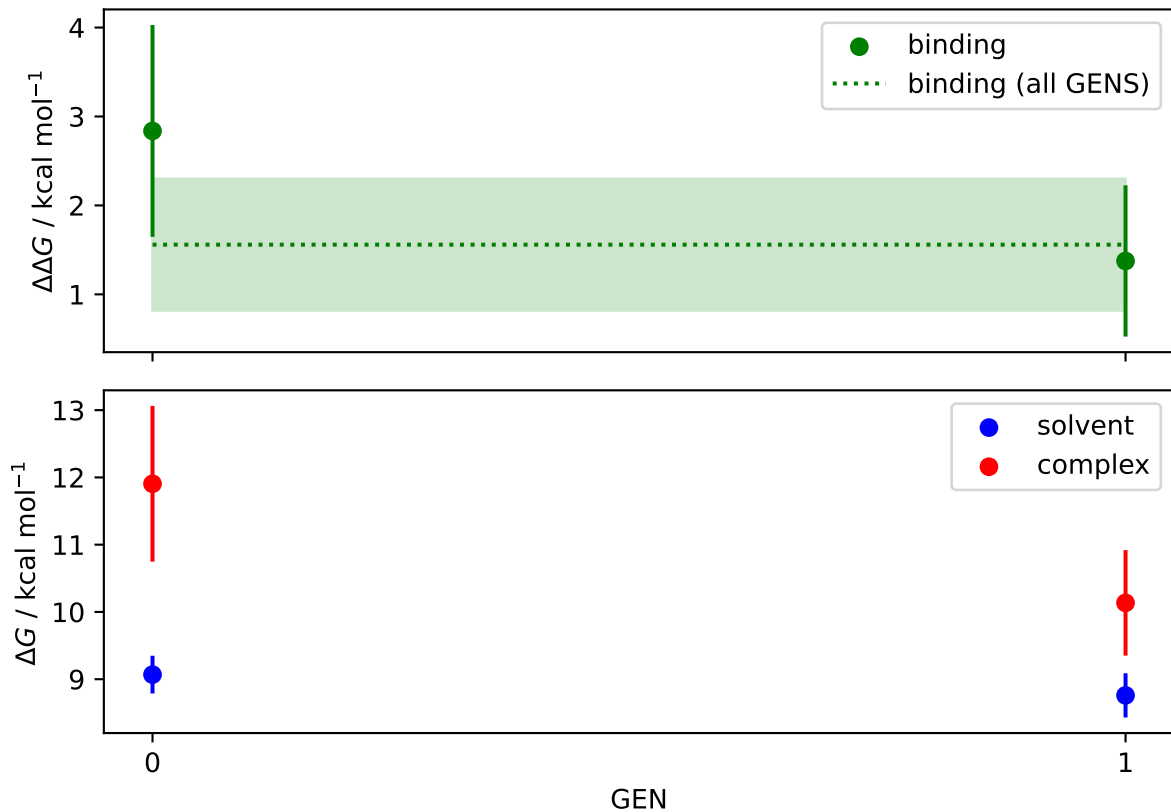 4
3
2
1
ΔΔG / kcal mol⁻¹
binding
binding (all GENS)
13
12
11
10
9
ΔG / kcal mol⁻¹
solvent
complex
0
1
GEN